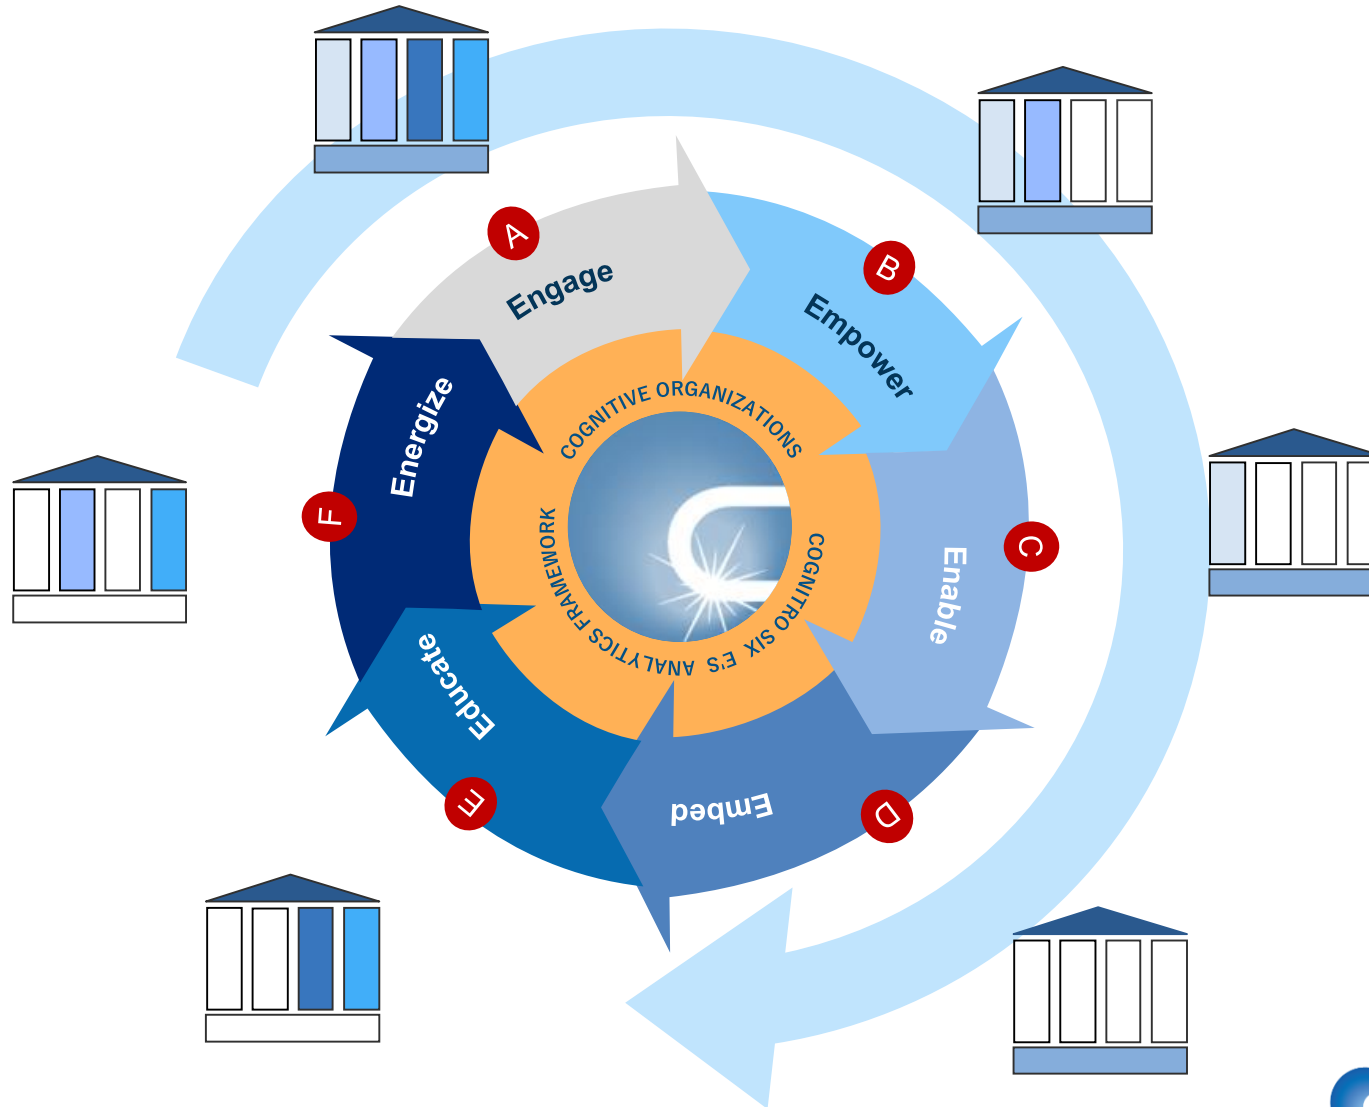 A
Engage
B
Empower
C
Enable
D
Embed
E
Educate
F
Energize
COGNITIVE ORGANIZATIONS
COGNITRO SIX E'S ANALYTICS FRAMEWORK